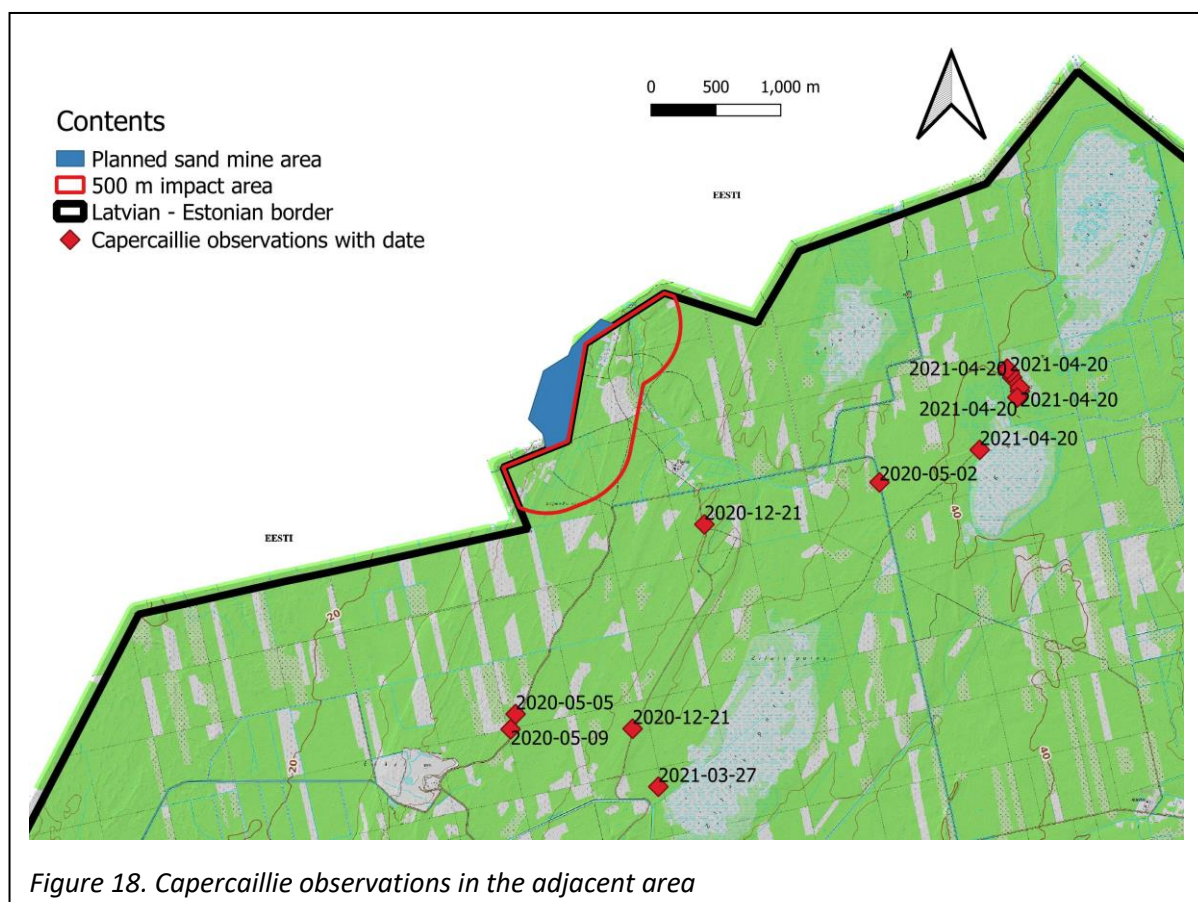 0 500 1,000 m
Contents
Planned sand mine area
500 m impact area
Latvian - Estonian border
Capercaillie observations with date
EESTI
2021-04-20 2021-04-20
2021-04-20 2021-04-20
2021-04-20
2020-05-02
40
2020-12-21
EESTI
20
2020-05-05
2020-05-09
2020-12-21
40
20
2021-03-27
Figure 18. Capercaillie observations in the adjacent area